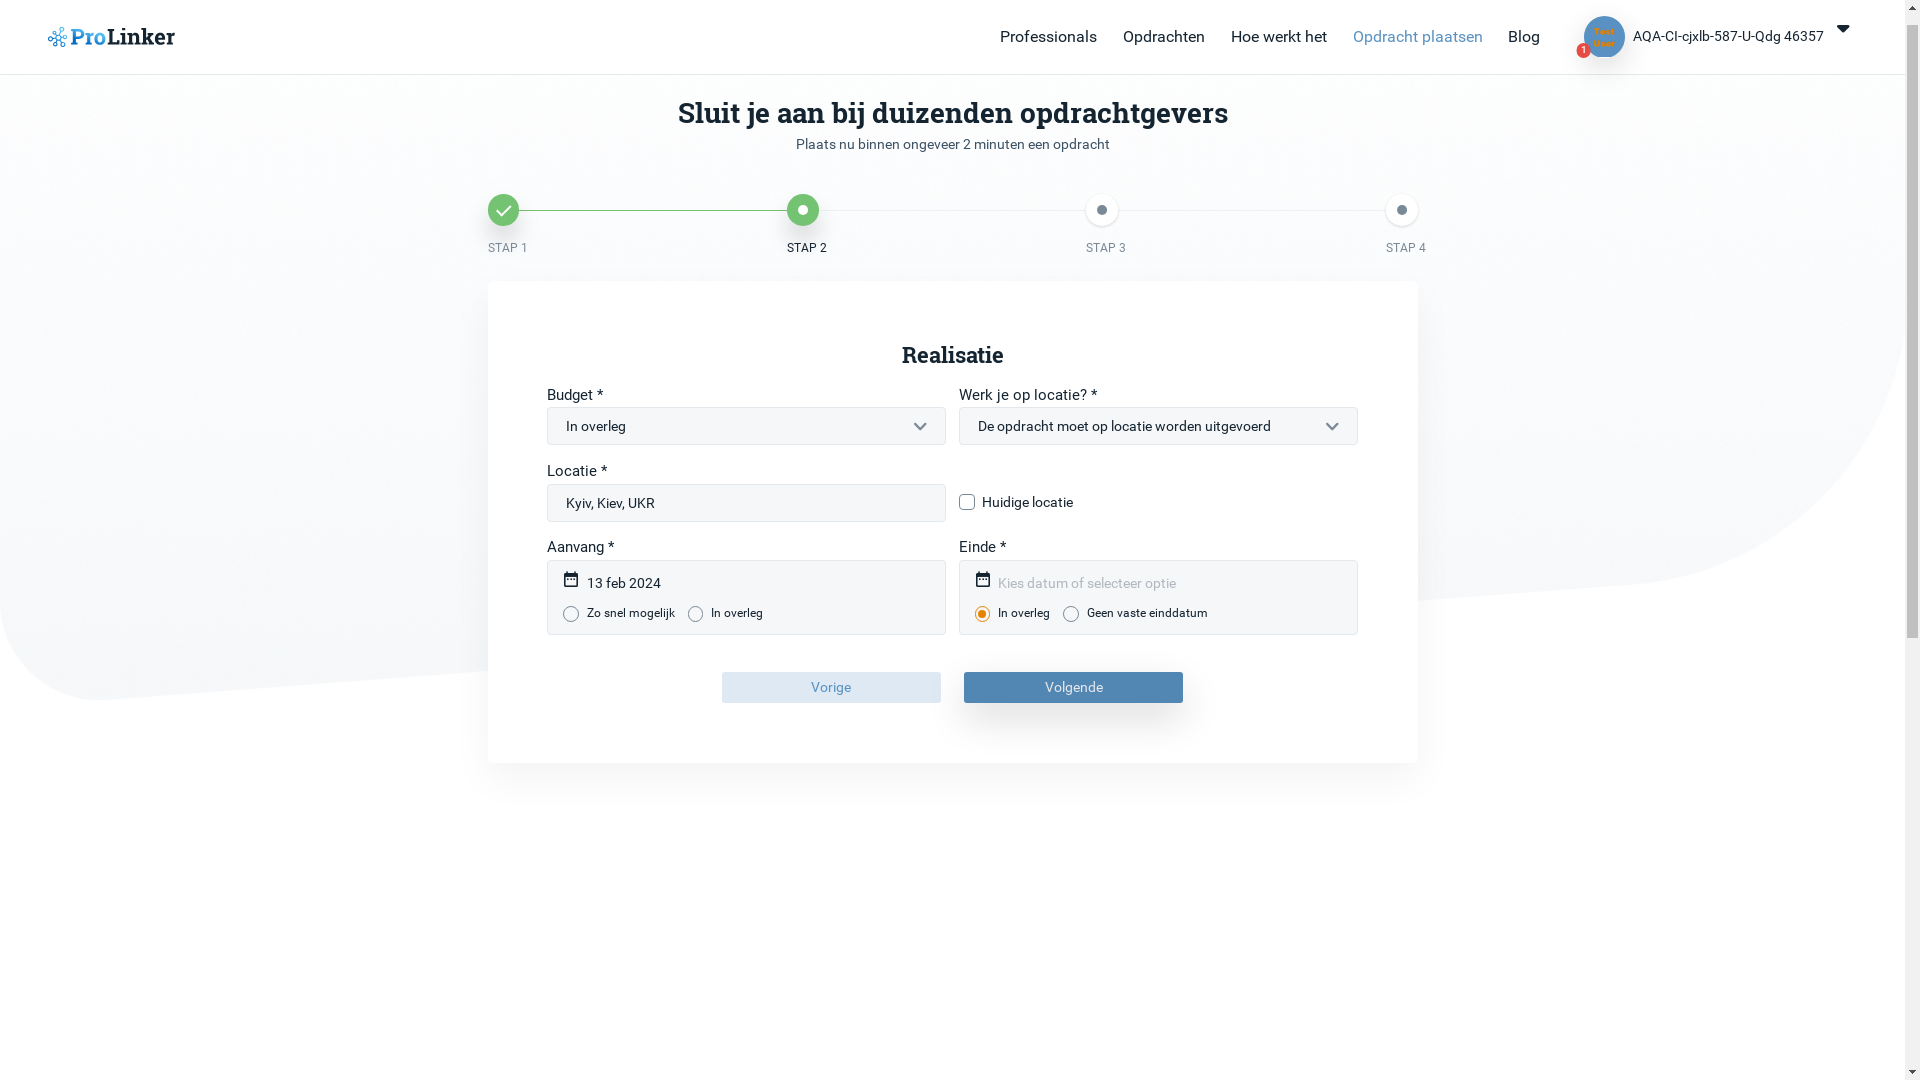 ProLinker
Professionals
Opdrachten
Hoe werkt het
Opdracht plaatsen
Blog
1
AQA-CI-cjxlb-587-U-Qdg 46357
Sluit je aan bij duizenden opdrachtgevers
Plaats nu binnen ongeveer 2 minuten een opdracht
STAP 1
STAP 2
STAP 3
STAP 4
Realisatie
Budget *
Werk je op locatie? *
In overleg
De opdracht moet op locatie worden uitgevoerd
Locatie *
Kyiv, Kiev, UKR
Huidige locatie
Aanvang *
Einde *
13 feb 2024
Kies datum of selecteer optie
Zo snel mogelijk
In overleg
In overleg
Geen vaste einddatum
Vorige
Volgende